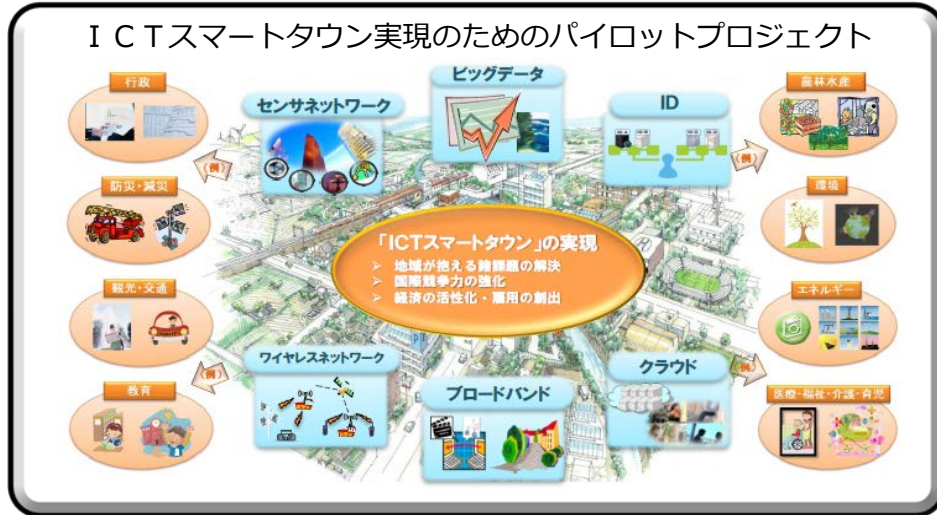 ＩＣＴスマートタウン実現のためのパイロットプロジェクト
行政
センサネットワーク
ビッグデータ
ID
農林水産
(例)
(例)
防災・減災
環境
「ICTスマートタウン」の実現
➢ 地域が抱える諸課題の解決
➢ 国際競争力の強化
➢ 経済の活性化・雇用の創出
観光・交通
エネルギー
ワイヤレスネットワーク
ブロードバンド
クラウド
(例)
(例)
教育
医療・福祉・介護・育児